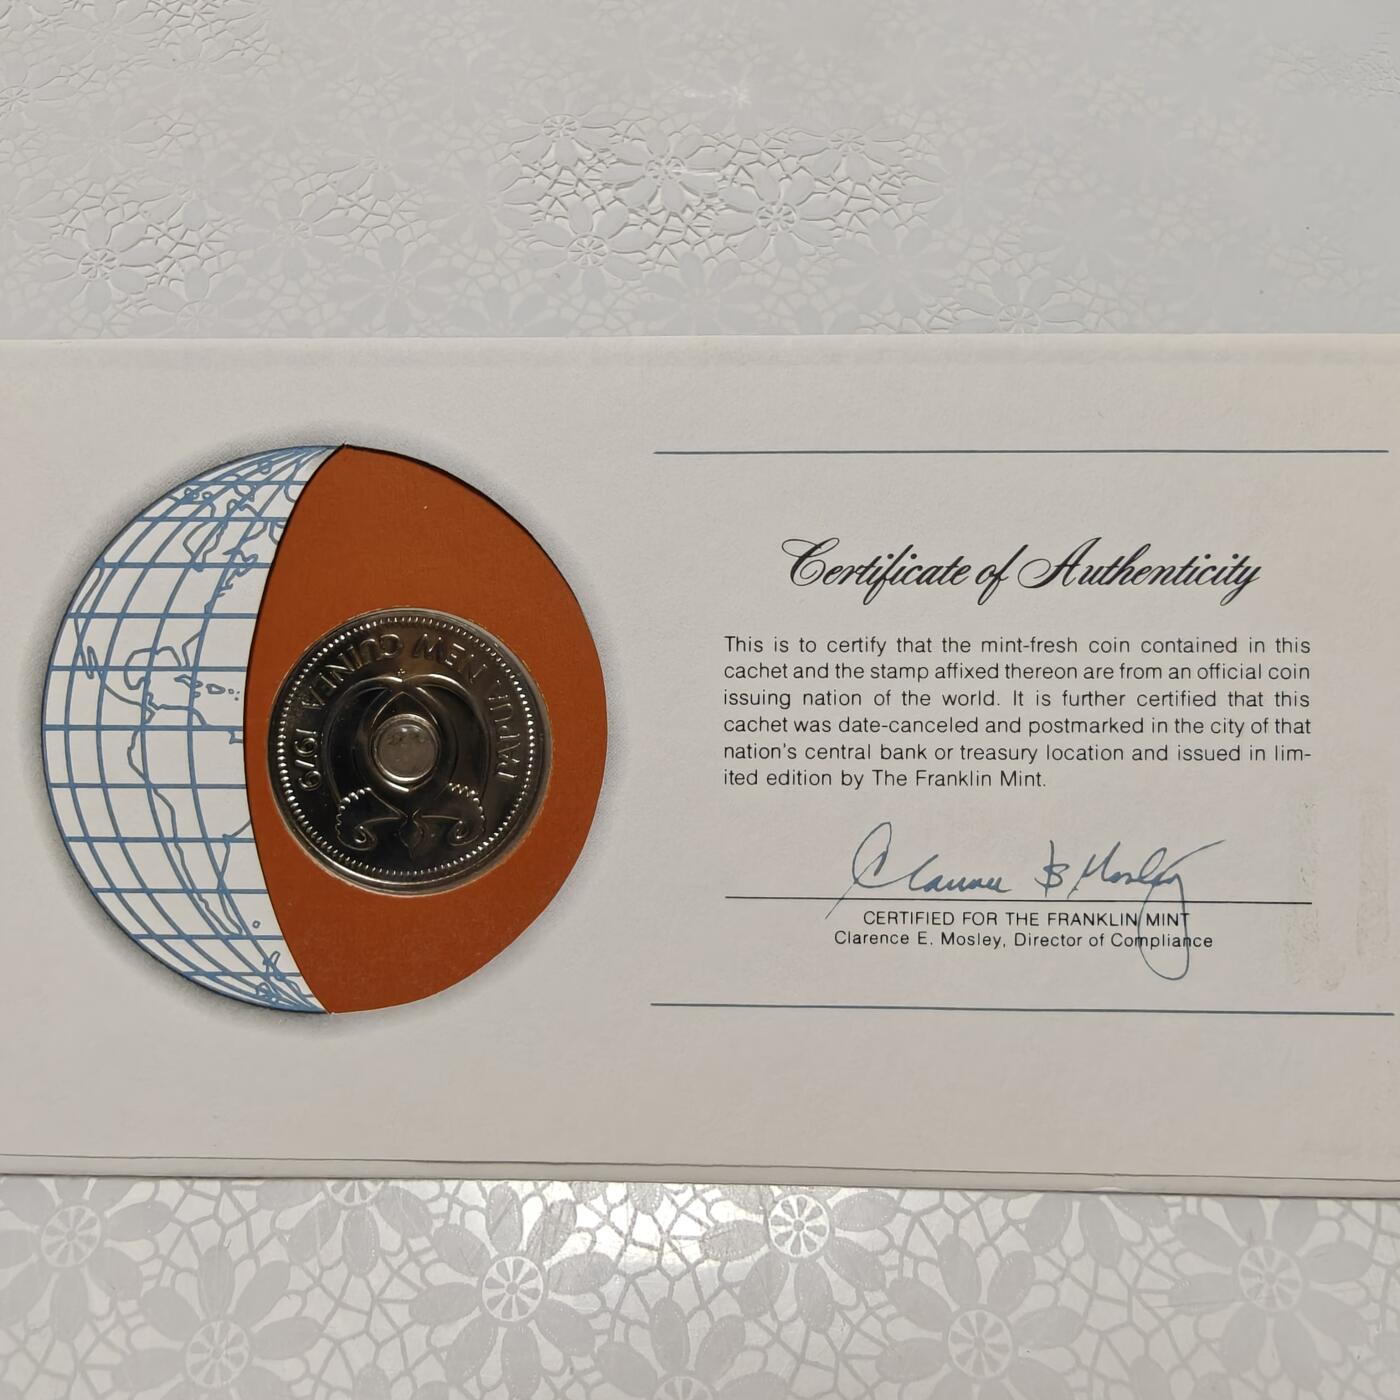 Certificate of Authenticity
This is to certify that the mint-fresh coin contained in this
cachet and the stamp affixed thereon are from an official coin
issuing nation of the world. It is further certified that this
cachet was date-canceled and postmarked in the city of that
nation's central bank or treasury location and issued in lim-
ited edition by The Franklin Mint.
CERTIFIED FOR THE FRANKLIN MINT
Clarence E. Mosley, Director of Compliance
PAPUA NEW GUINEA 1979